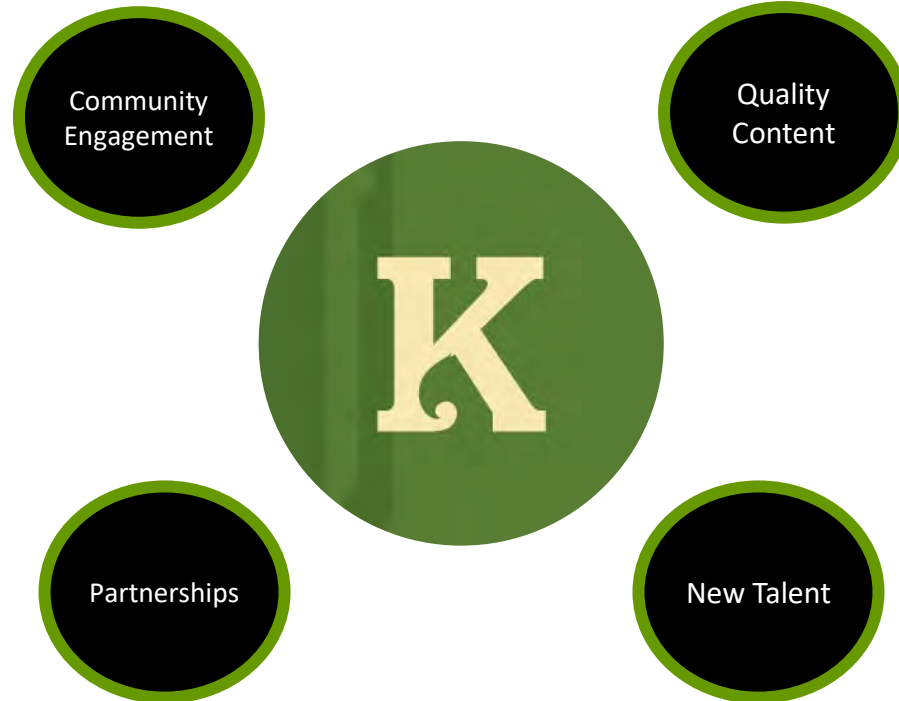 Community
Engagement
Quality
Content
K
Partnerships
New Talent